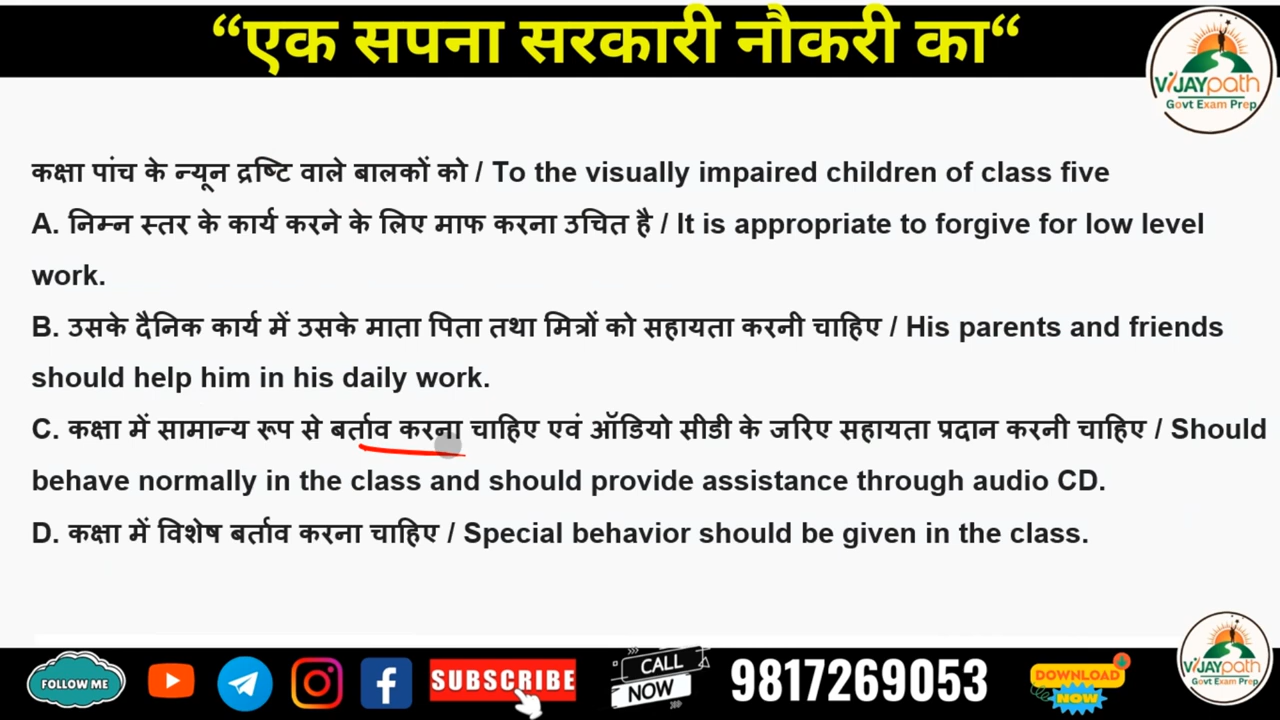 “एक सपना सरकारी नौकरी का“
VIJAYpath
Govt Exam Prep
कक्षा पांच के न्यून द्रष्टि वाले बालकों को / To the visually impaired children of class five
A. निम्न स्तर के कार्य करने के लिए माफ करना उचित है / It is appropriate to forgive for low level
work.
B. उसके दैनिक कार्य में उसके माता पिता तथा मित्रों को सहायता करनी चाहिए / His parents and friends
should help him in his daily work.
C. कक्षा में सामान्य रूप से बर्ताव करना चाहिए एवं ऑडियो सीडी के जरिए सहायता प्रदान करनी चाहिए / Should
behave normally in the class and should provide assistance through audio CD.
D. कक्षा में विशेष बर्ताव करना चाहिए / Special behavior should be given in the class.
FOLLOW ME
SUBSCRIBE
CALL
NOW
9817269053
DOWNLOAD
NOW
VIJAYpath
Govt Exam Prep